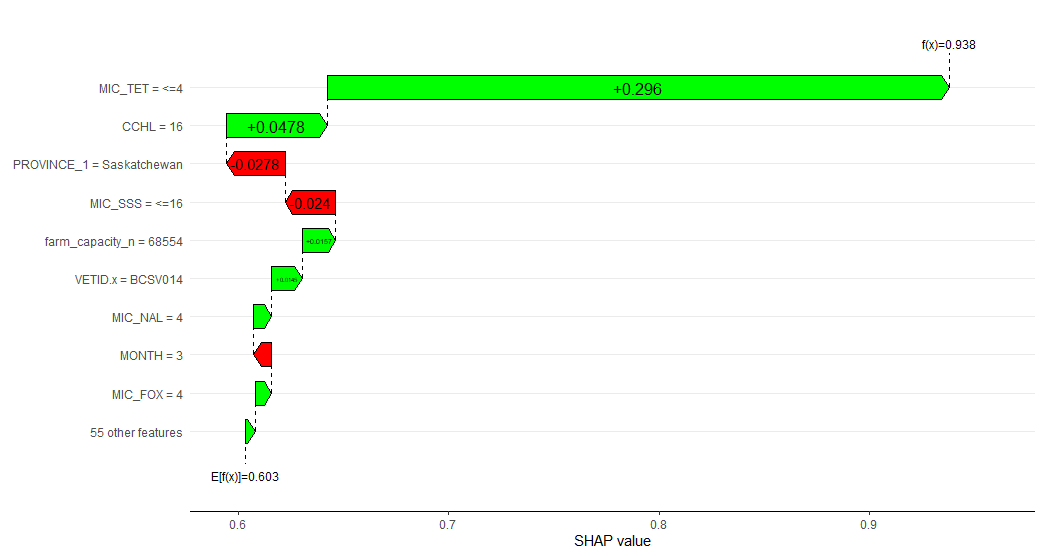 f(x)=0.938
MIC_TET = <=4
+0.296
CCHL = 16
+0.0478
PROVINCE_1 = Saskatchewan
-0.0278
MIC_SSS = <=16
-0.024
farm_capacity_n = 68554
+0.0157
VETID.x = BCSV014
MIC_NAL = 4
MONTH = 3
MIC_FOX = 4
55 other features
E[f(x)]=0.603
0.6 0.7 0.8 0.9
SHAP value